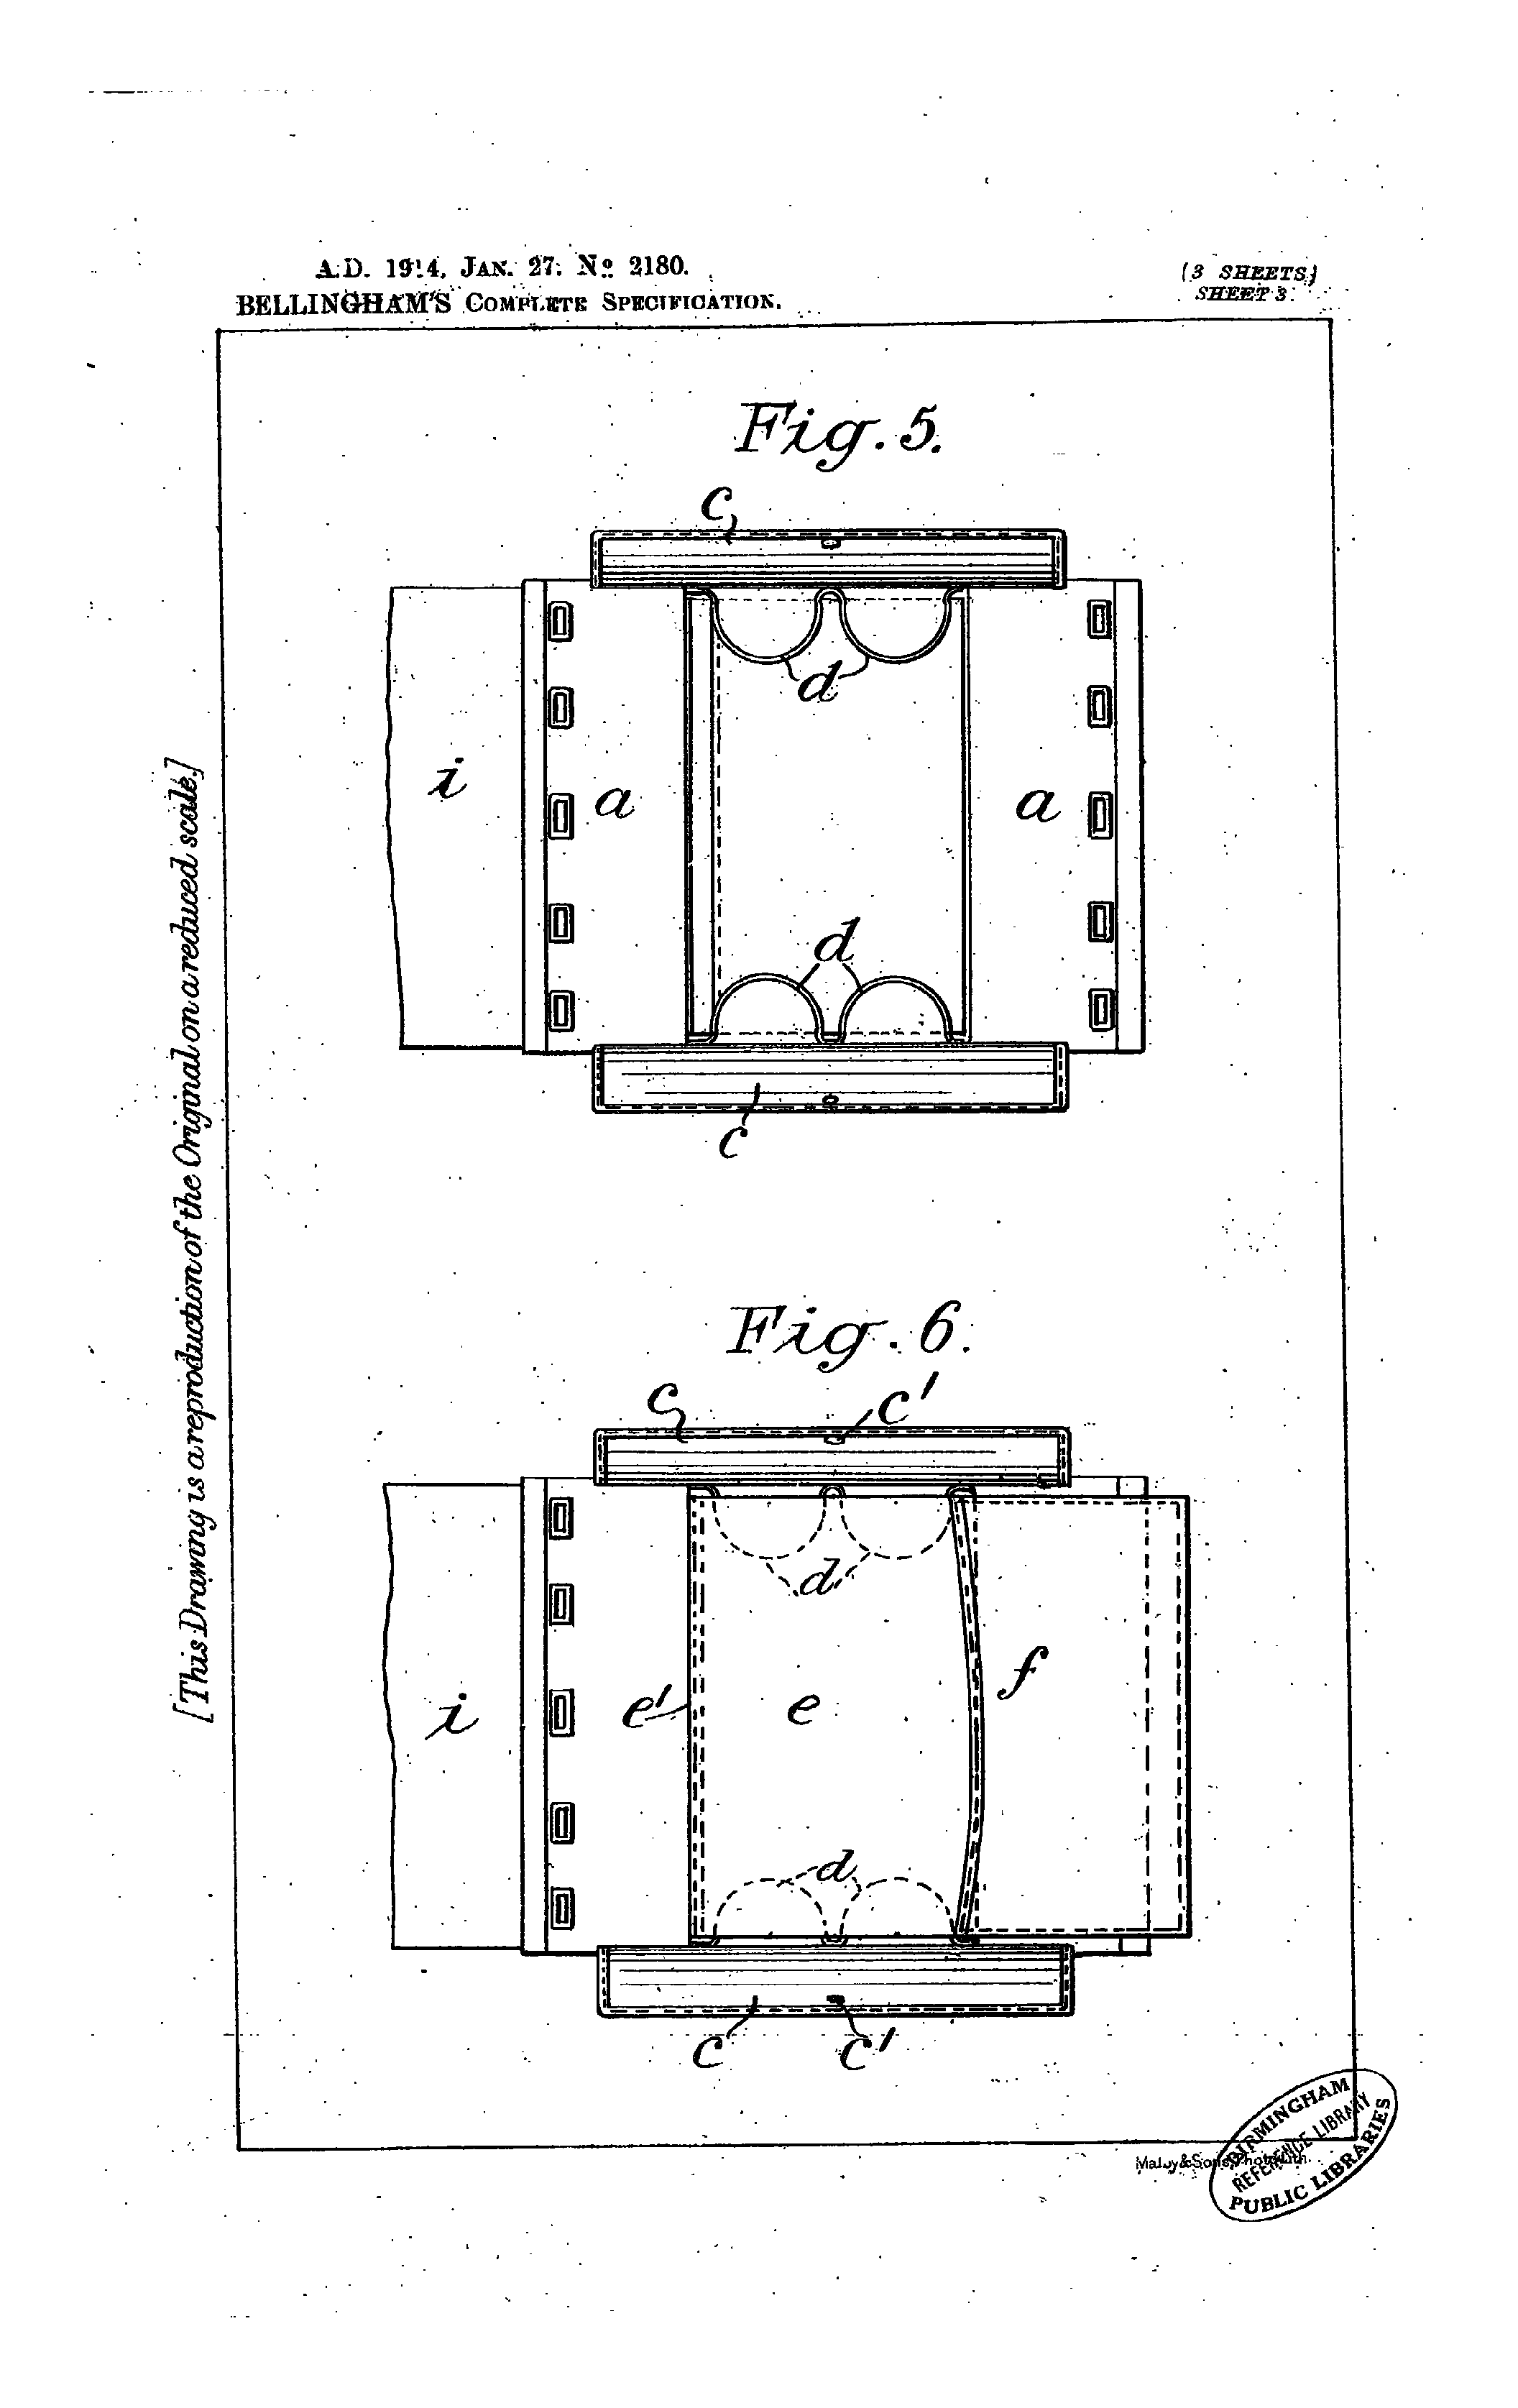 A.D. 1914. JAN. 27. No 2180.
BELLINGHAM'S COMPLETE SPECIFICATION.
(3 SHEETS)
SHEET 3.
[This Drawing is a reproduction of the Original on a reduced scale.]
Fig. 5.
c
d
i
a
a
d
c
Fig. 6.
c
c'
d
f
i
e'
e
d
c
c'
Malby & Sons, Photo-Lith.
BIRMINGHAM
REFERENCE LIBRARY
PUBLIC LIBRARIES